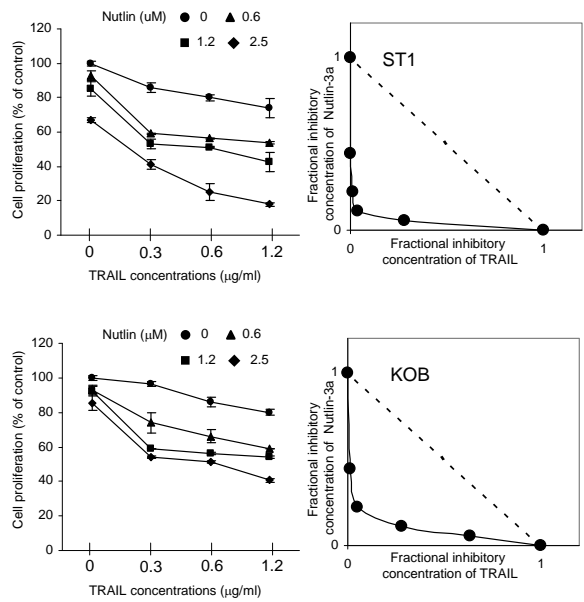 Nutlin (uM) 0 0.6
1.2 2.5
120
100
80
60
40
20
0
Cell proliferation (% of control)
0 0.3 0.6 1.2
TRAIL concentrations (μg/ml)
ST1
Fractional inhibitory
concentration of Nutlin-3a
1
0
0 1
Fractional inhibitory
concentration of TRAIL
Nutlin (μM) 0 0.6
1.2 2.5
120
100
80
60
40
20
0
Cell proliferation (% of control)
0 0.3 0.6 1.2
TRAIL concentrations (μg/ml)
KOB
Fractional inhibitory
concentration of Nutlin-3a
1
0
0 1
Fractional inhibitory
concentration of TRAIL